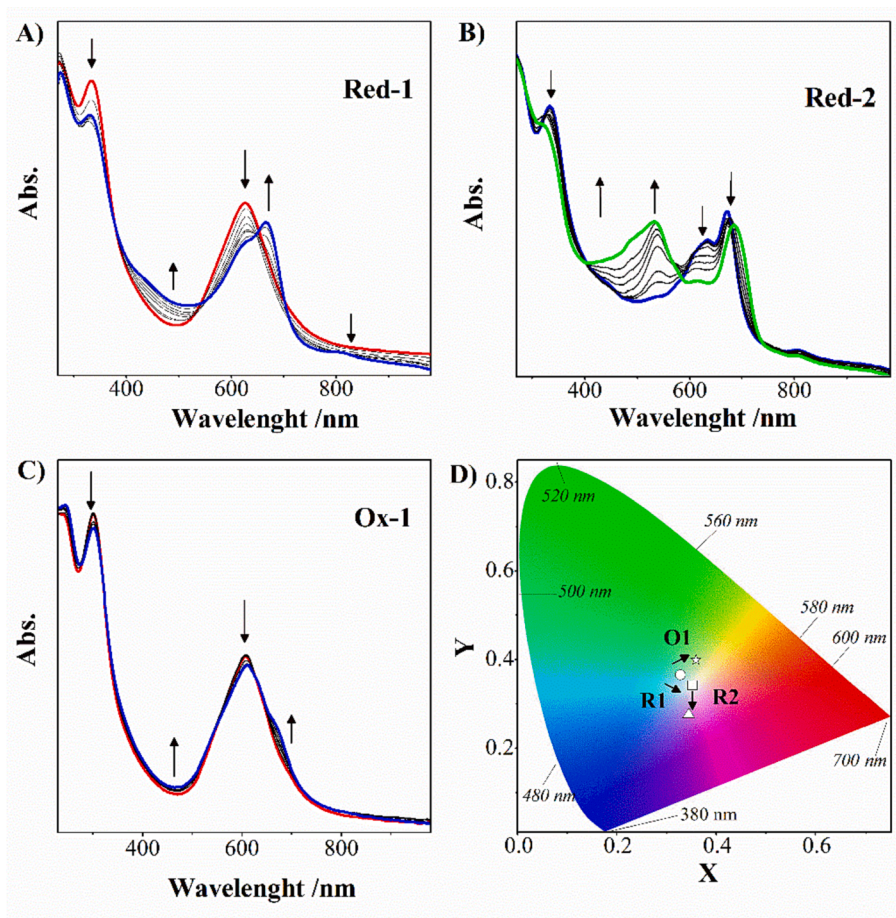 A)
Red-1
Abs.
400
600
800
Wavelenght /nm
B)
Red-2
Abs.
400
600
800
Wavelenght /nm
C)
Ox-1
Abs.
400
600
800
Wavelenght /nm
D)
0.8
0.6
0.4
0.2
Y
520 nm
560 nm
500 nm
580 nm
600 nm
O1
R1
R2
700 nm
480 nm
380 nm
0.0
0.2
0.4
0.6
X